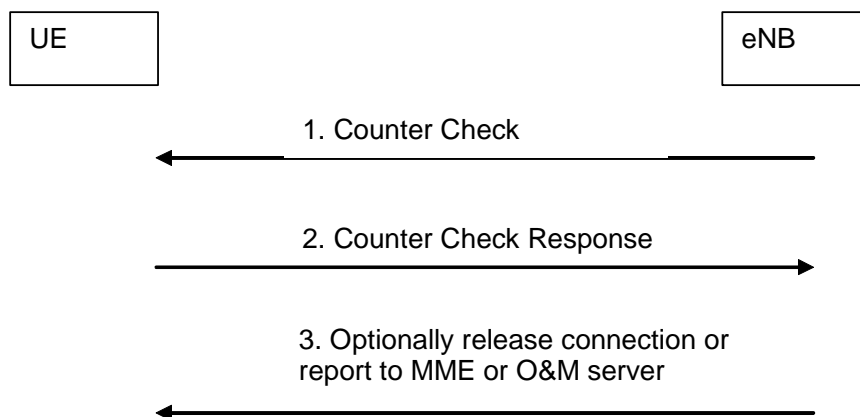 UE
eNB
1. Counter Check
2. Counter Check Response
3. Optionally release connection or
report to MME or O&M server